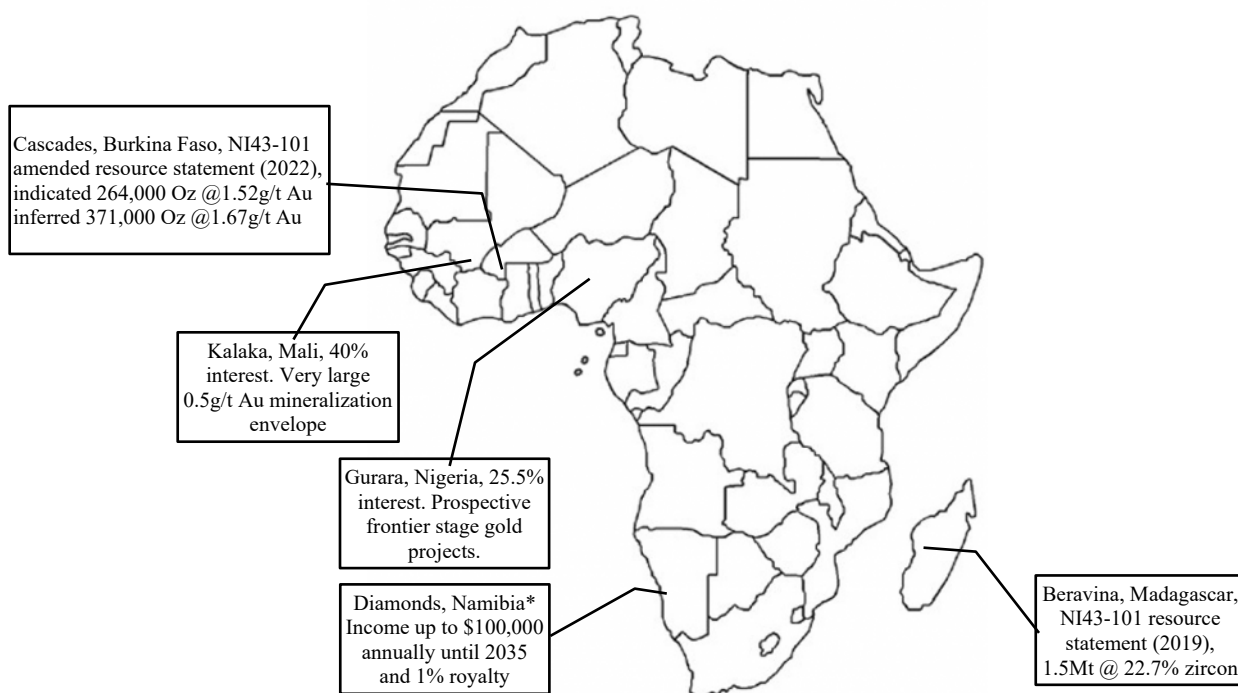 Cascades, Burkina Faso, NI43-101
amended resource statement (2022),
indicated 264,000 Oz @1.52g/t Au
inferred 371,000 Oz @1.67g/t Au
Kalaka, Mali, 40%
interest. Very large
0.5g/t Au mineralization
envelope
Gurara, Nigeria, 25.5%
interest. Prospective
frontier stage gold
projects.
Diamonds, Namibia*
Income up to $100,000
annually until 2035
and 1% royalty
Beravina, Madagascar,
NI43-101 resource
statement (2019),
1.5Mt @ 22.7% zircon